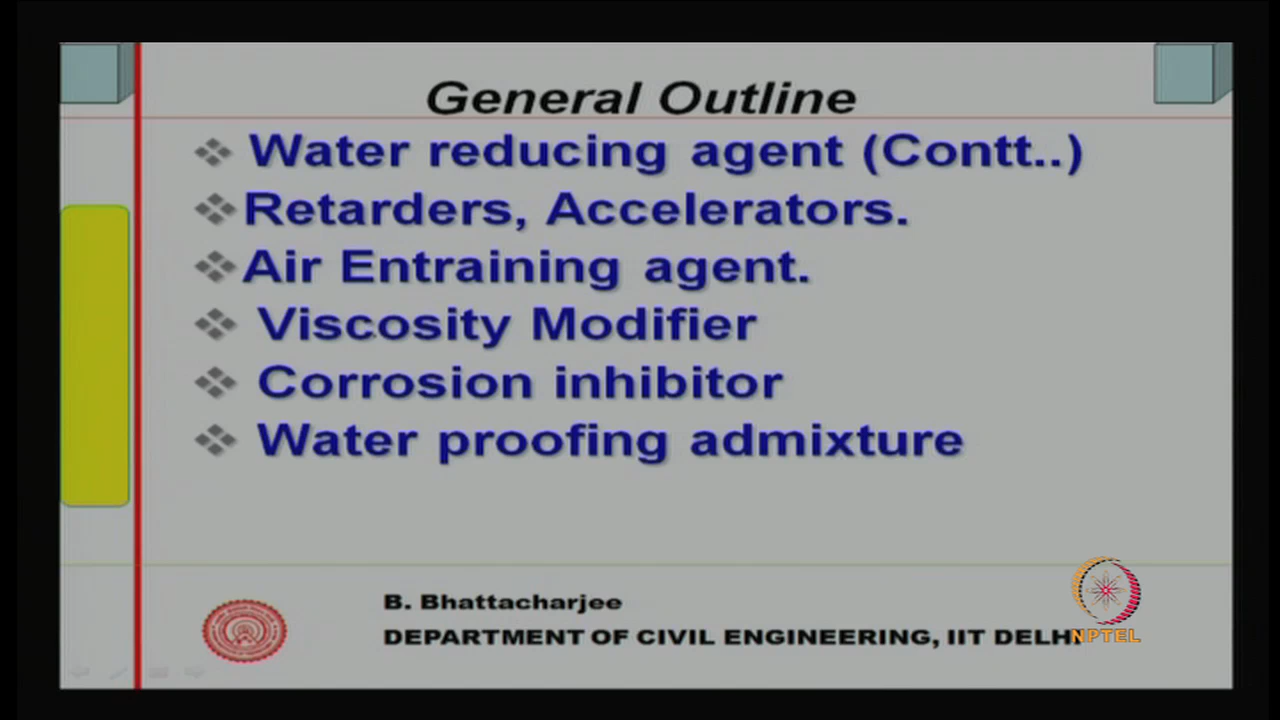 General Outline
Water reducing agent (Contt..)
Retarders, Accelerators.
Air Entraining agent.
Viscosity Modifier
Corrosion inhibitor
Water proofing admixture
B. Bhattacharjee
DEPARTMENT OF CIVIL ENGINEERING, IIT DELHI
NPTEL